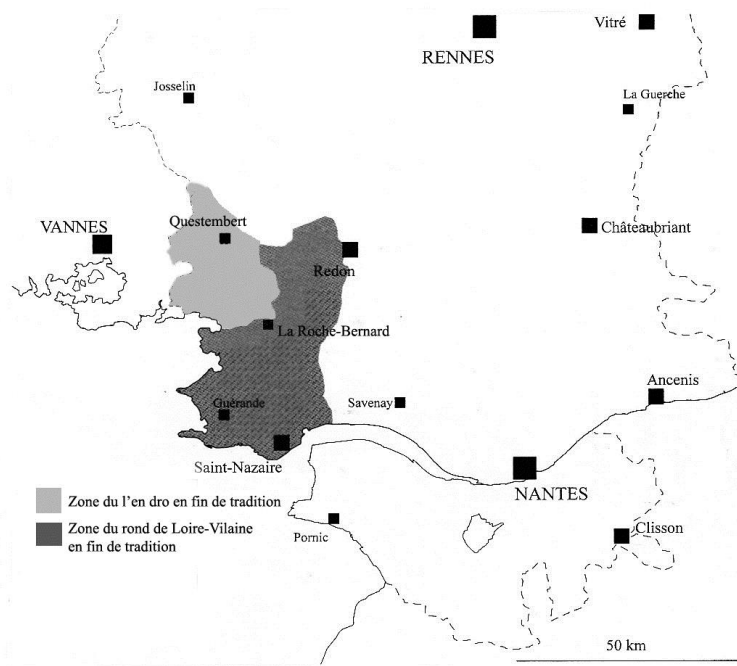 Vitré
RENNES
Josselin
La Guerche
Questembert
VANNES
Châteaubriant
Redon
La Roche-Bernard
Ancenis
Guérande
Savenay
Saint-Nazaire
Zone du l'en dro en fin de tradition
NANTES
Zone du rond de Loire-Vilaine
en fin de tradition
Pornic
Clisson
50 km